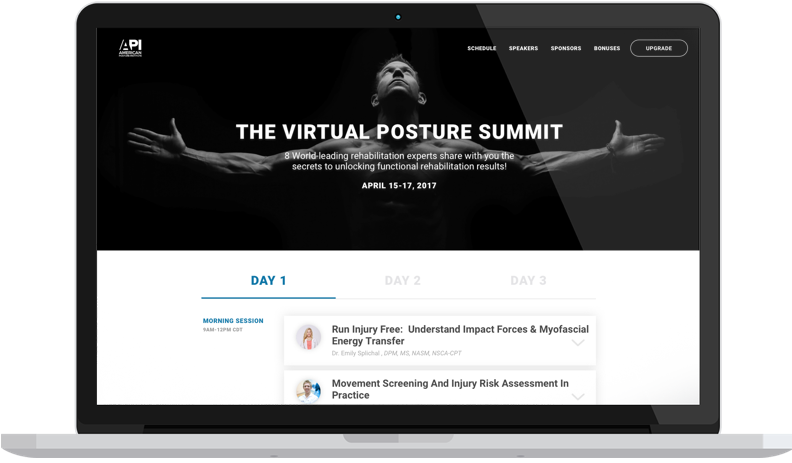 API
AMERICAN
SCHEDULE SPEAKERS SPONSORS BONUSES UPGRADE
THE VIRTUAL POSTURE SUMMIT
8 World-leading rehabilitation experts share with you the
secrets to unlocking functional rehabilitation results!
APRIL 15-17, 2017
DAY 1 DAY 2 DAY 3
MORNING SESSION
9AM-12PM CDT
Run Injury Free: Understand Impact Forces & Myofascial
Energy Transfer
Dr. Emily Splichal , DPM, MS, NASM, NSCA-CPT
Movement Screening And Injury Risk Assessment In
Practice